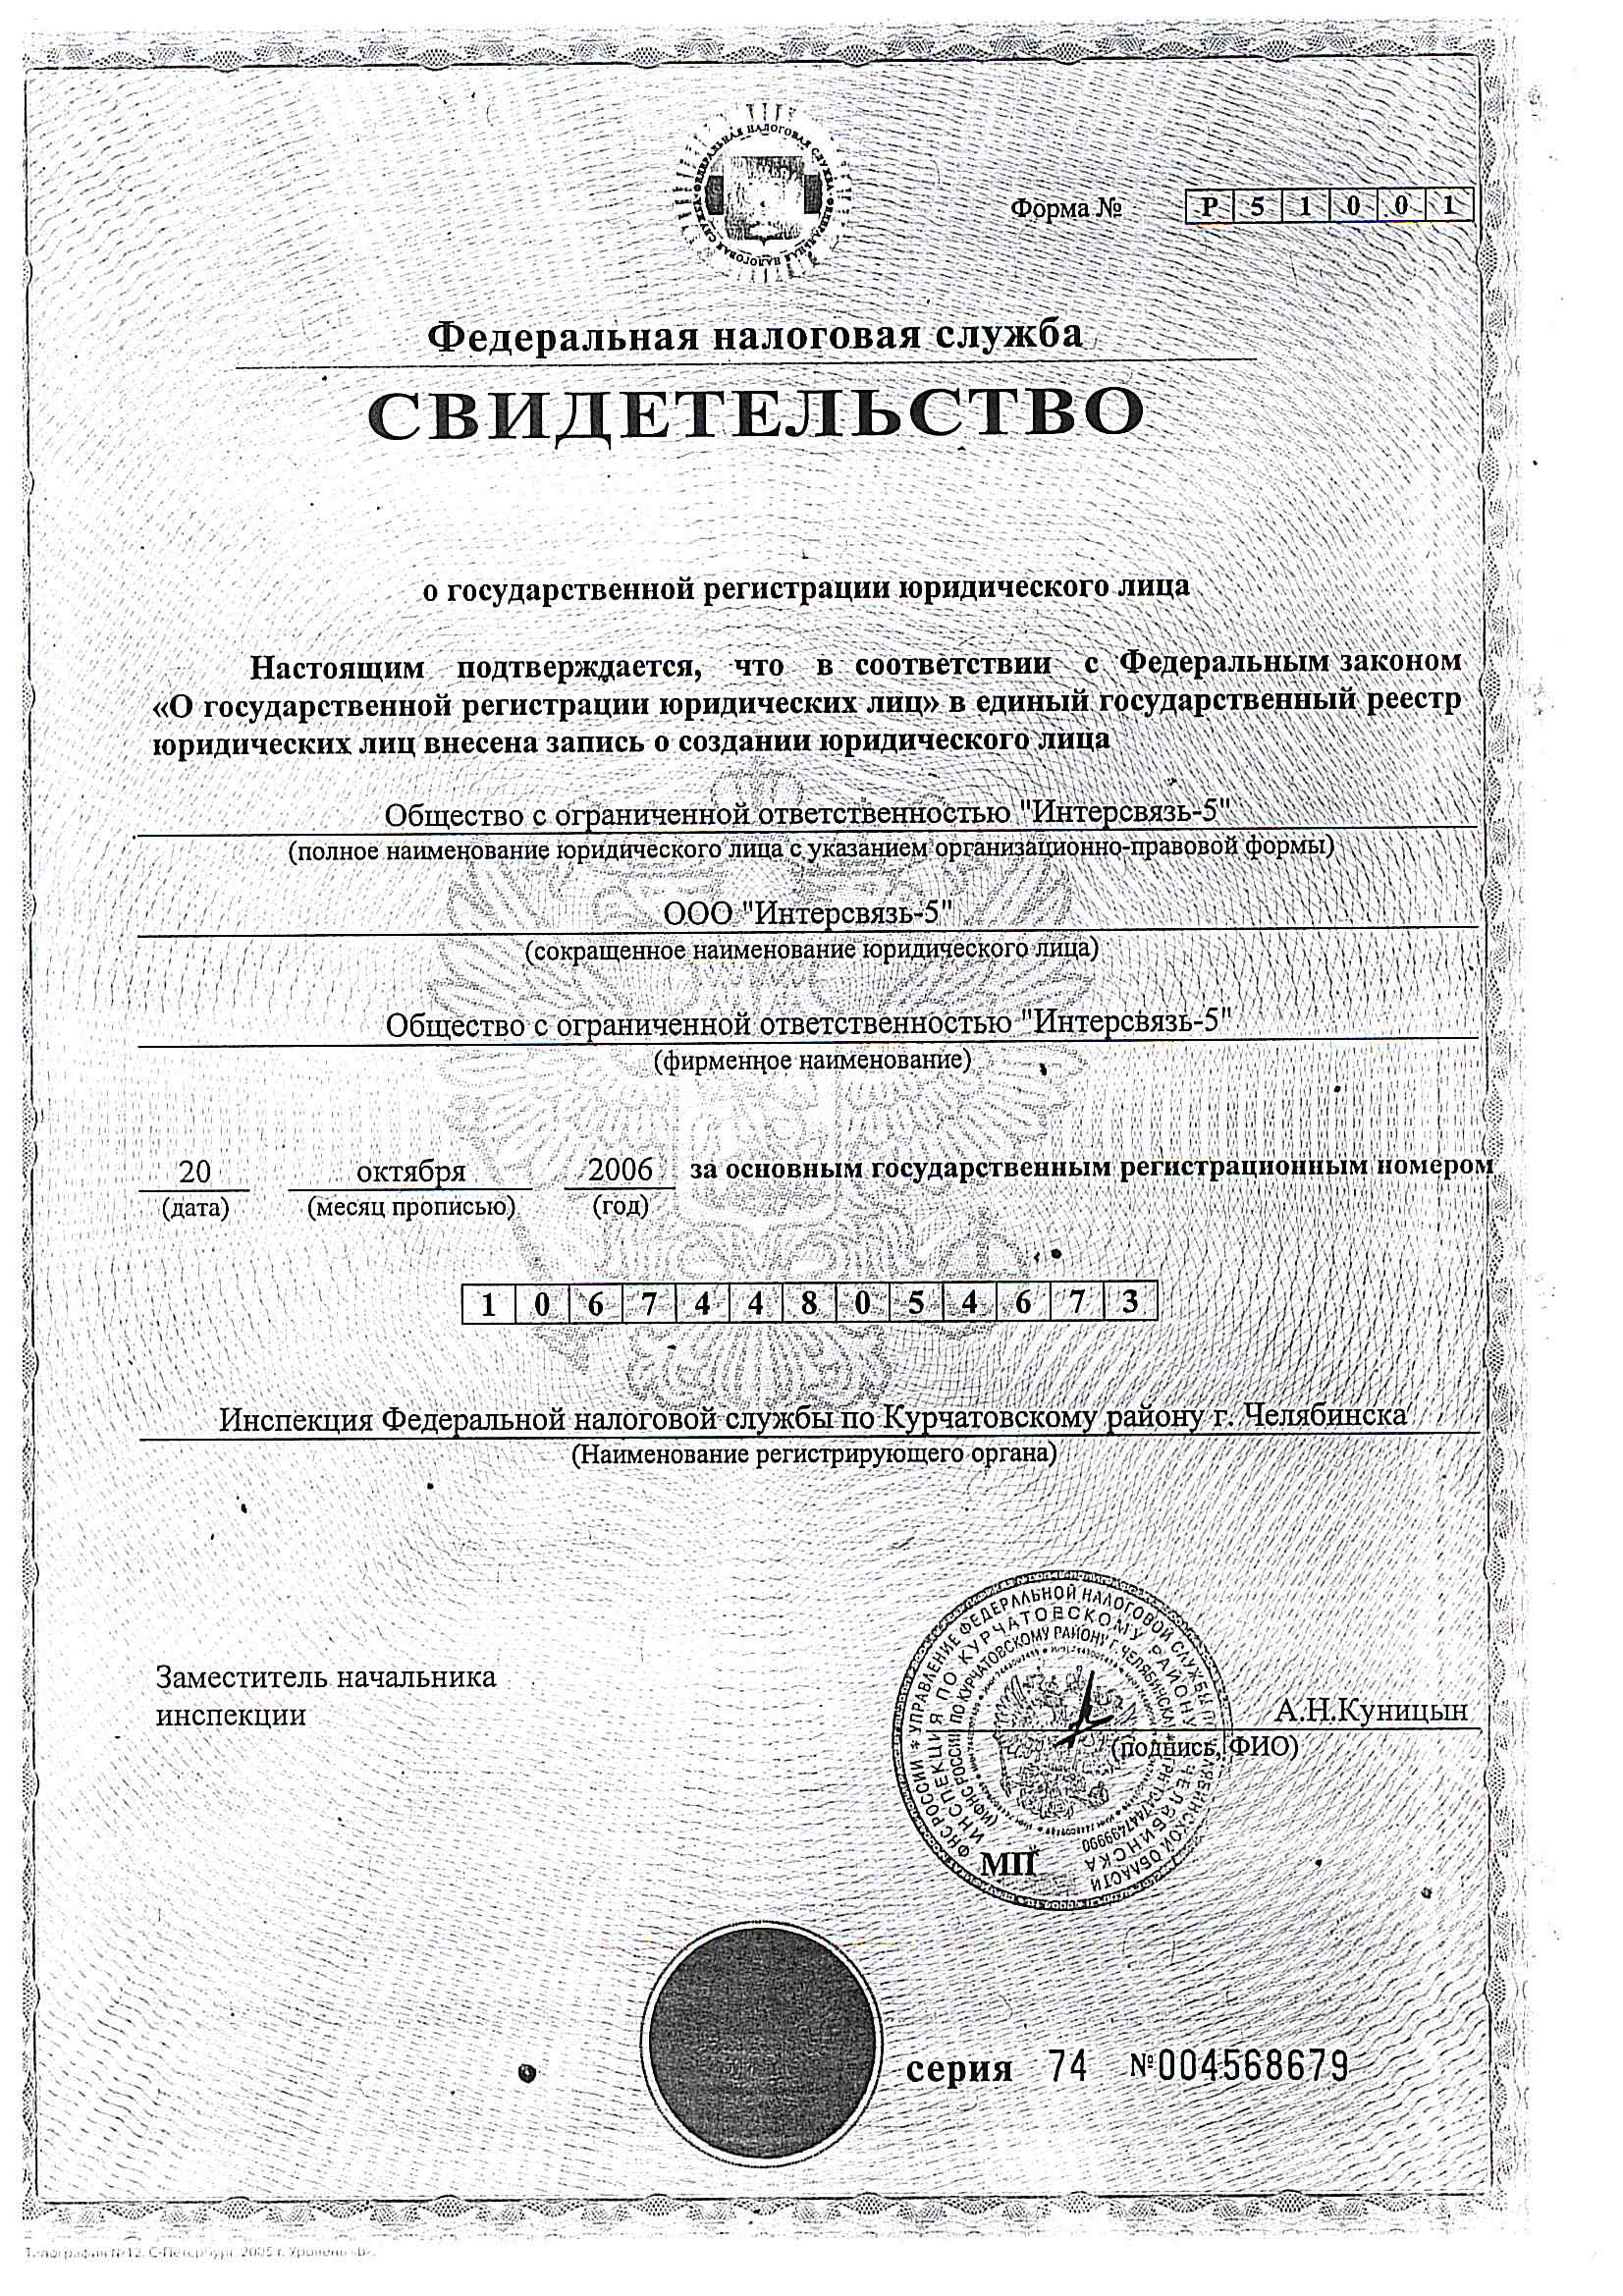 ФЕДЕРАЛЬНАЯ НАЛОГОВАЯ СЛУЖБА
Форма № Р 5 1 0 0 1
Федеральная налоговая служба
СВИДЕТЕЛЬСТВО
о государственной регистрации юридического лица
Настоящим подтверждается, что в соответствии с Федеральным законом
«О государственной регистрации юридических лиц» в единый государственный реестр
юридических лиц внесена запись о создании юридического лица
Общество с ограниченной ответственностью "Интерсвязь-5"
(полное наименование юридического лица с указанием организационно-правовой формы)
ООО "Интерсвязь-5"
(сокращенное наименование юридического лица)
Общество с ограниченной ответственностью "Интерсвязь-5"
(фирменное наименование)
20 октября 2006 за основным государственным регистрационным номером
(дата) (месяц прописью) (год)
1 0 6 7 4 4 8 0 5 4 6 7 3
Инспекция Федеральной налоговой службы по Курчатовскому району г. Челябинска
(Наименование регистрирующего органа)
Заместитель начальника
инспекции
А.Н.Куницын
(подпись, ФИО)
ФНС РОССИИ * УПРАВЛЕНИЕ ФЕДЕРАЛЬНОЙ НАЛОГОВОЙ СЛУЖБЫ ПО ЧЕЛЯБИНСКОЙ ОБЛАСТИ
ИНСПЕКЦИЯ ПО КУРЧАТОВСКОМУ РАЙОНУ Г. ЧЕЛЯБИНСКА
(ИФНС РОССИИ ПО КУРЧАТОВСКОМУ РАЙОНУ Г. ЧЕЛЯБИНСКА)
МП
серия 74 №004568679
Типография №12, С-Петербург, 2005 г. Уровень «В».